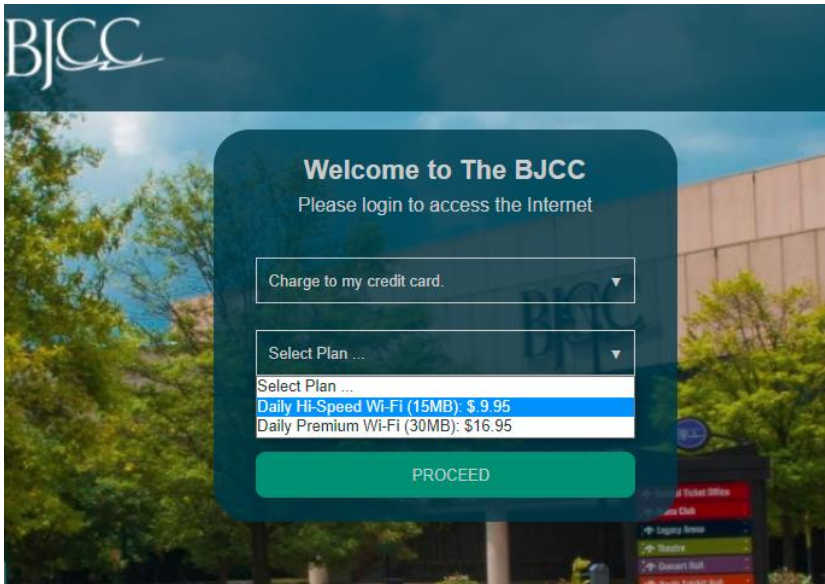 BJCC
Welcome to The BJCC
Please login to access the Internet
Charge to my credit card. ▼
BJCC
Select Plan ... ▼
Select Plan ...
Daily Hi-Speed Wi-Fi (15MB): $.9.95
Daily Premium Wi-Fi (30MB): $16.95
PROCEED
Ticket Office
Club
Legacy Arena
Theatre
Concert Hall